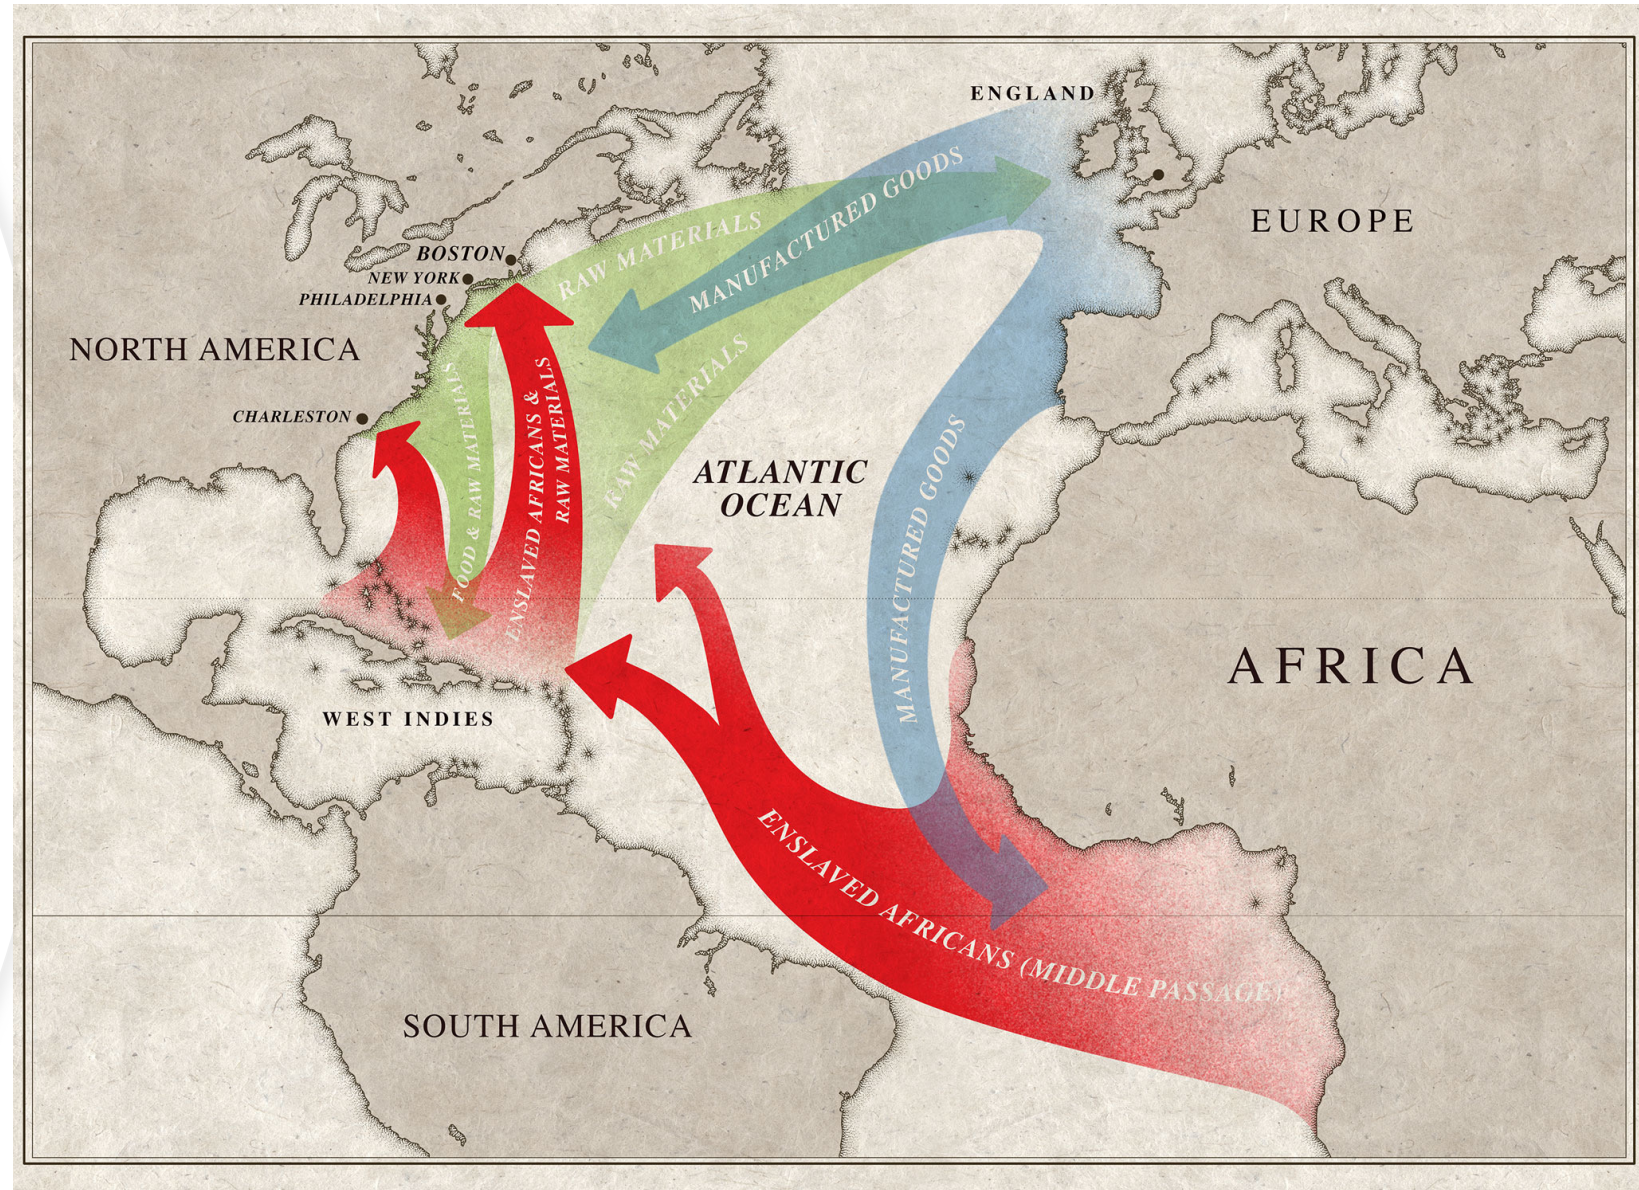 ENGLAND
EUROPE
BOSTON
NEW YORK
PHILADELPHIA
NORTH AMERICA
CHARLESTON
RAW MATERIALS
MANUFACTURED GOODS
RAW MATERIALS
FOOD & RAW MATERIALS
ENSLAVED AFRICANS &
RAW MATERIALS
ATLANTIC
OCEAN
MANUFACTURED GOODS
AFRICA
WEST INDIES
ENSLAVED AFRICANS (MIDDLE PASSAGE)
SOUTH AMERICA